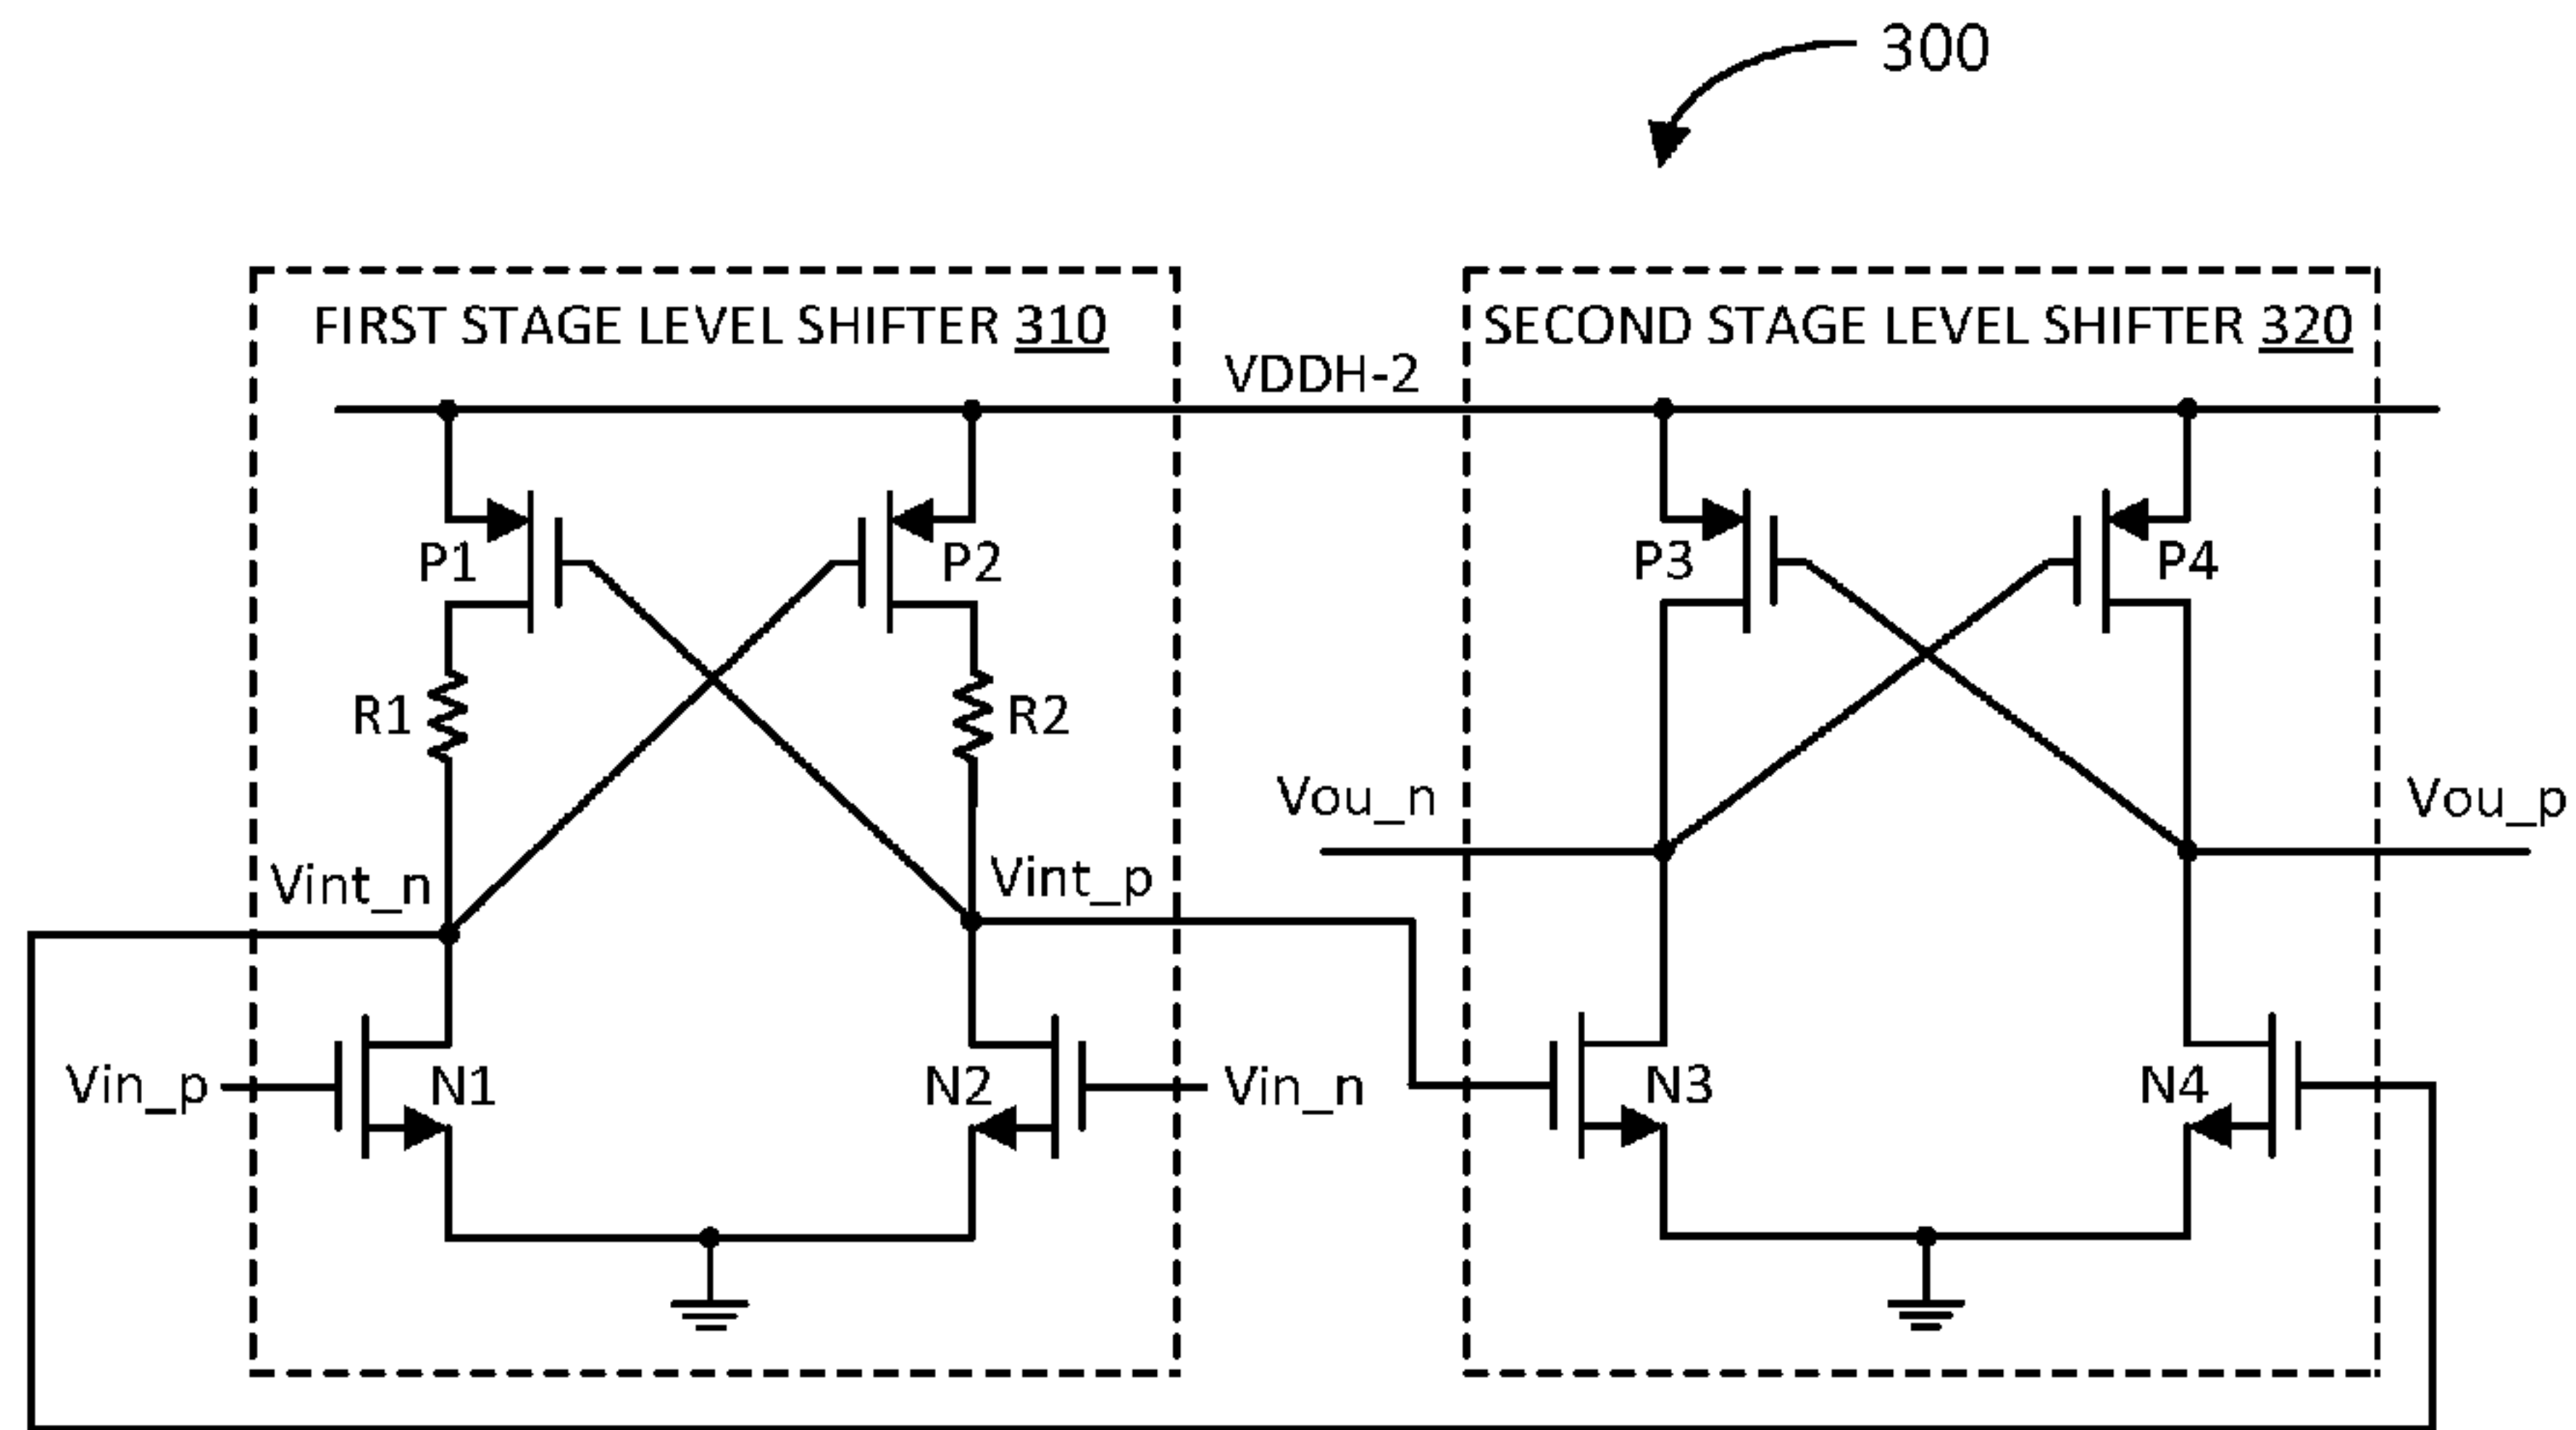 300
FIRST STAGE LEVEL SHIFTER 310
SECOND STAGE LEVEL SHIFTER 320
VDDH-2
P1
P2
P3
P4
R1
R2
Vou_n
Vou_p
Vint_n
Vint_p
Vin_p
N1
N2
Vin_n
N3
N4